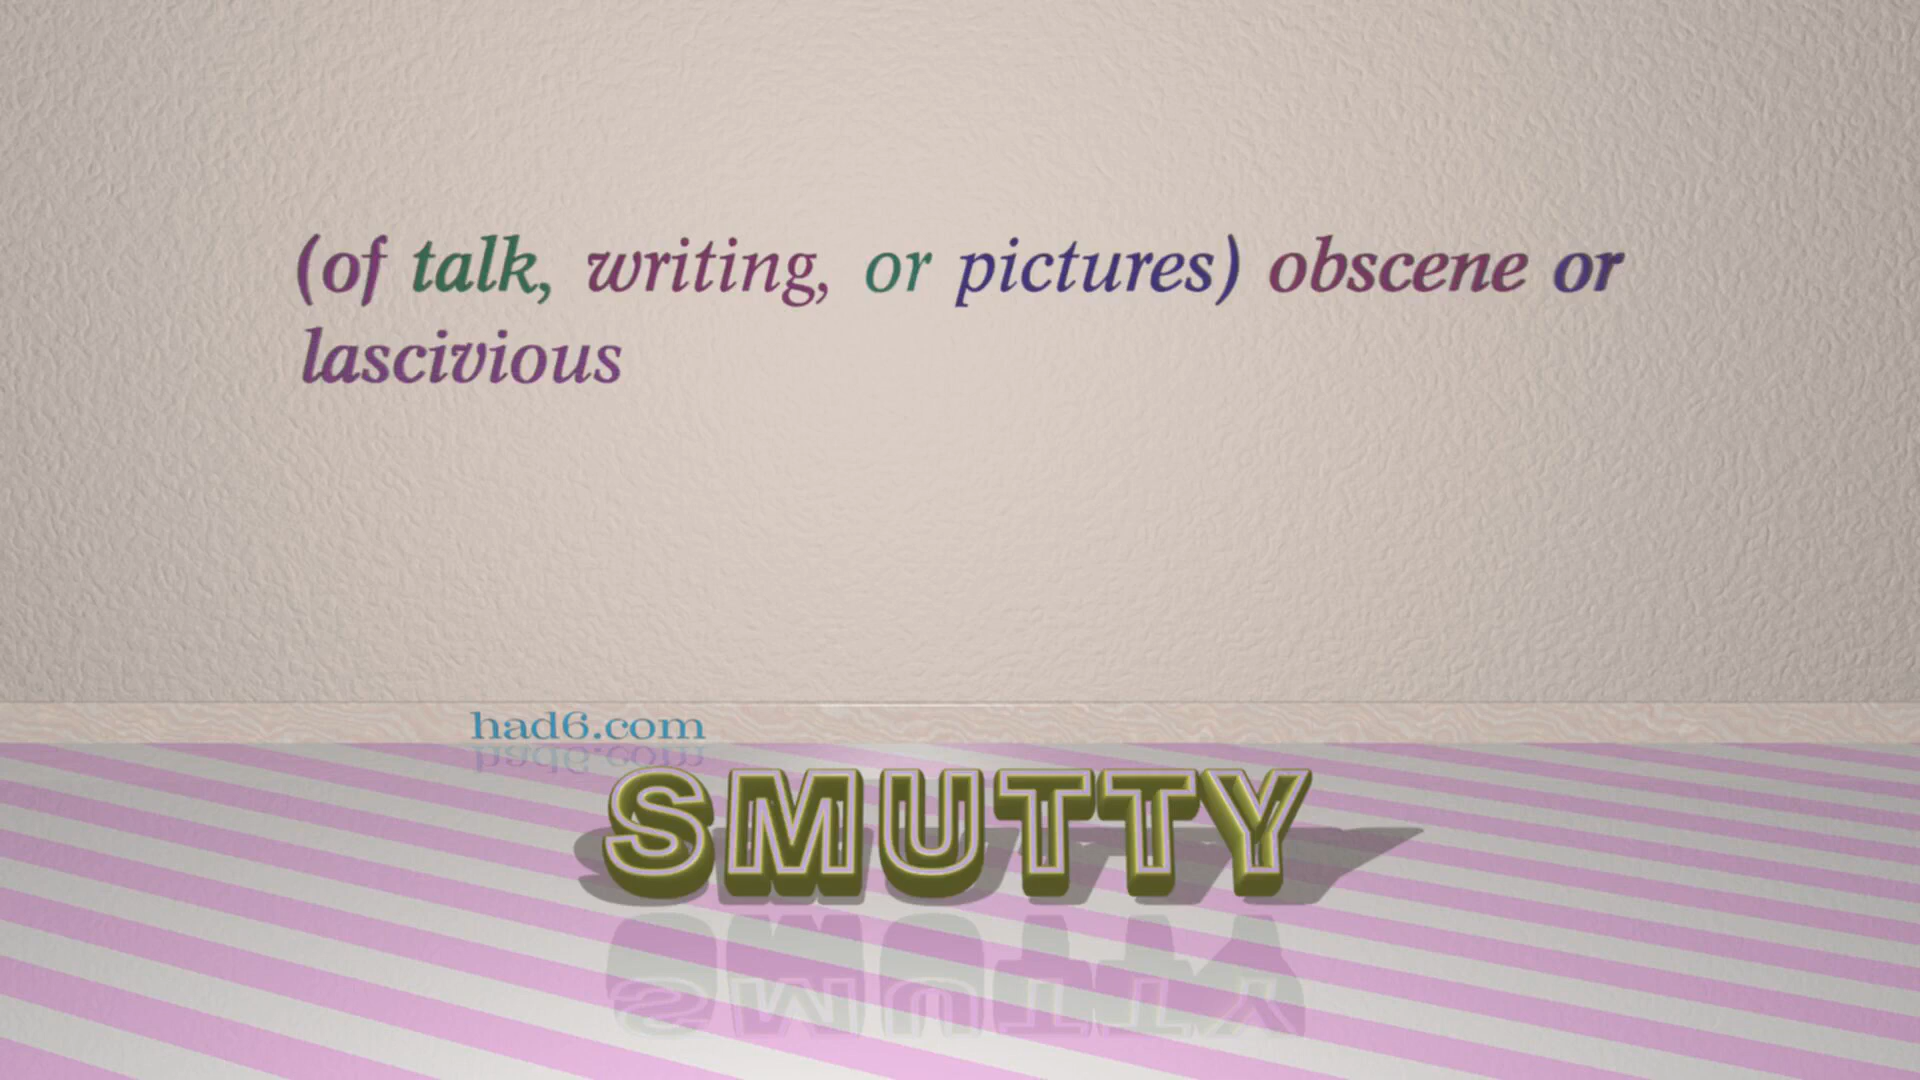 (of talk, writing, or pictures) obscene or
lascivious
had6.com
SMUTTY